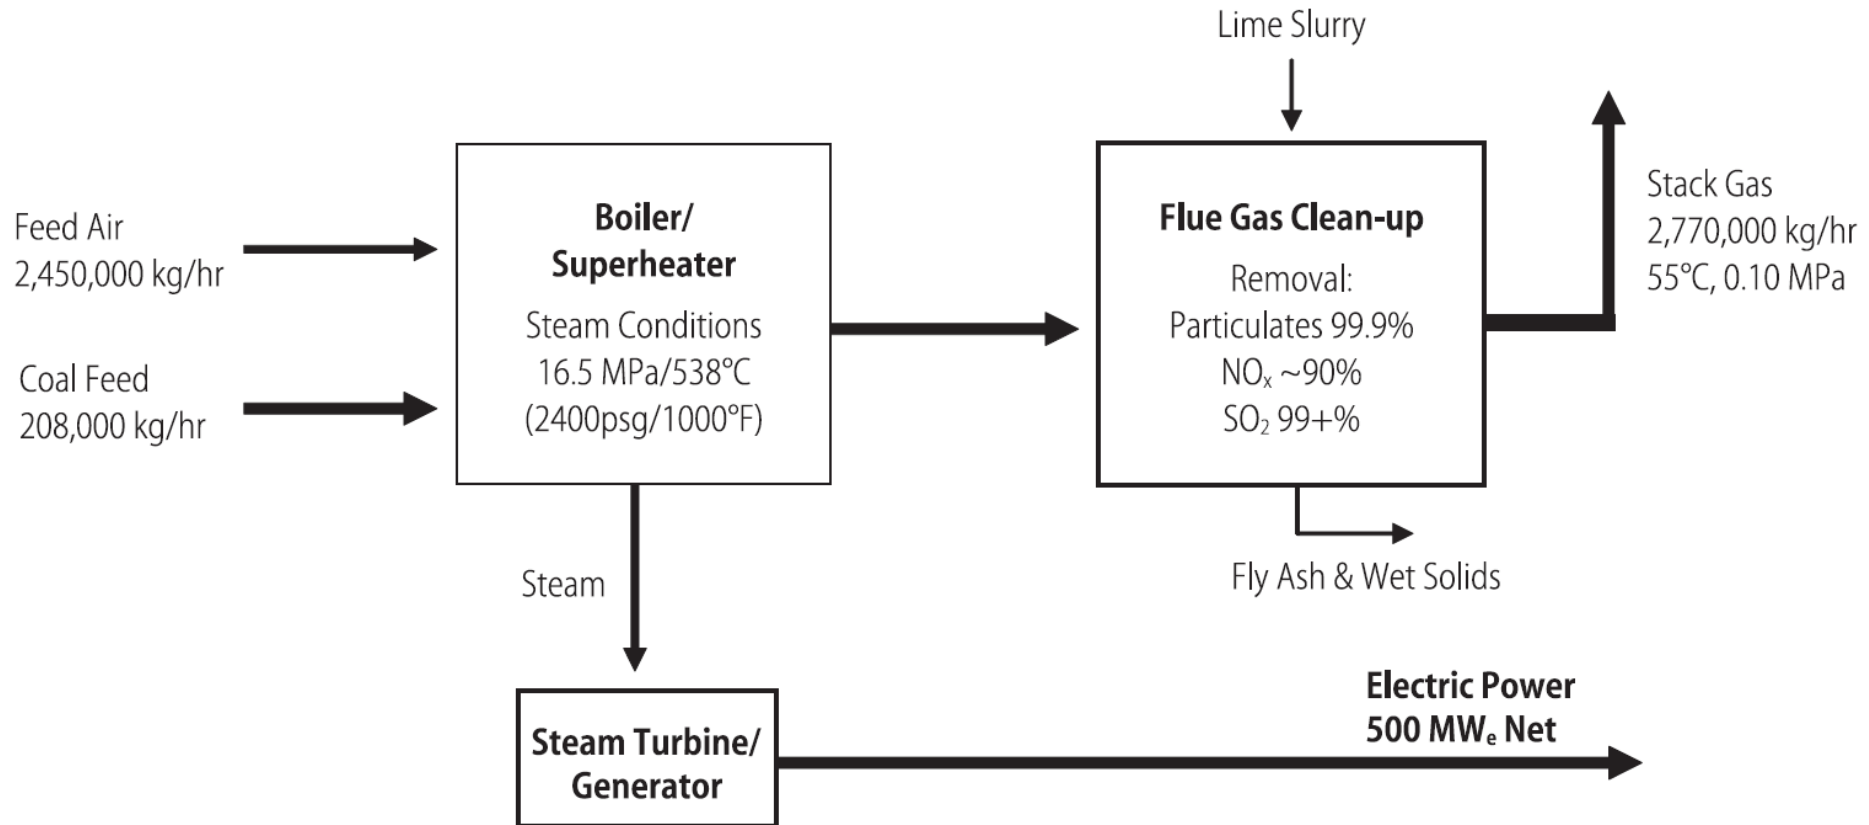 Lime Slurry
Feed Air
2,450,000 kg/hr
Coal Feed
208,000 kg/hr
Boiler/
Superheater
Steam Conditions
16.5 MPa/538°C
(2400psg/1000°F)
Flue Gas Clean-up
Removal:
Particulates 99.9%
NOₓ ~90%
SO₂ 99+%
Stack Gas
2,770,000 kg/hr
55°C, 0.10 MPa
Steam
Fly Ash & Wet Solids
Steam Turbine/
Generator
Electric Power
500 MWₑ Net